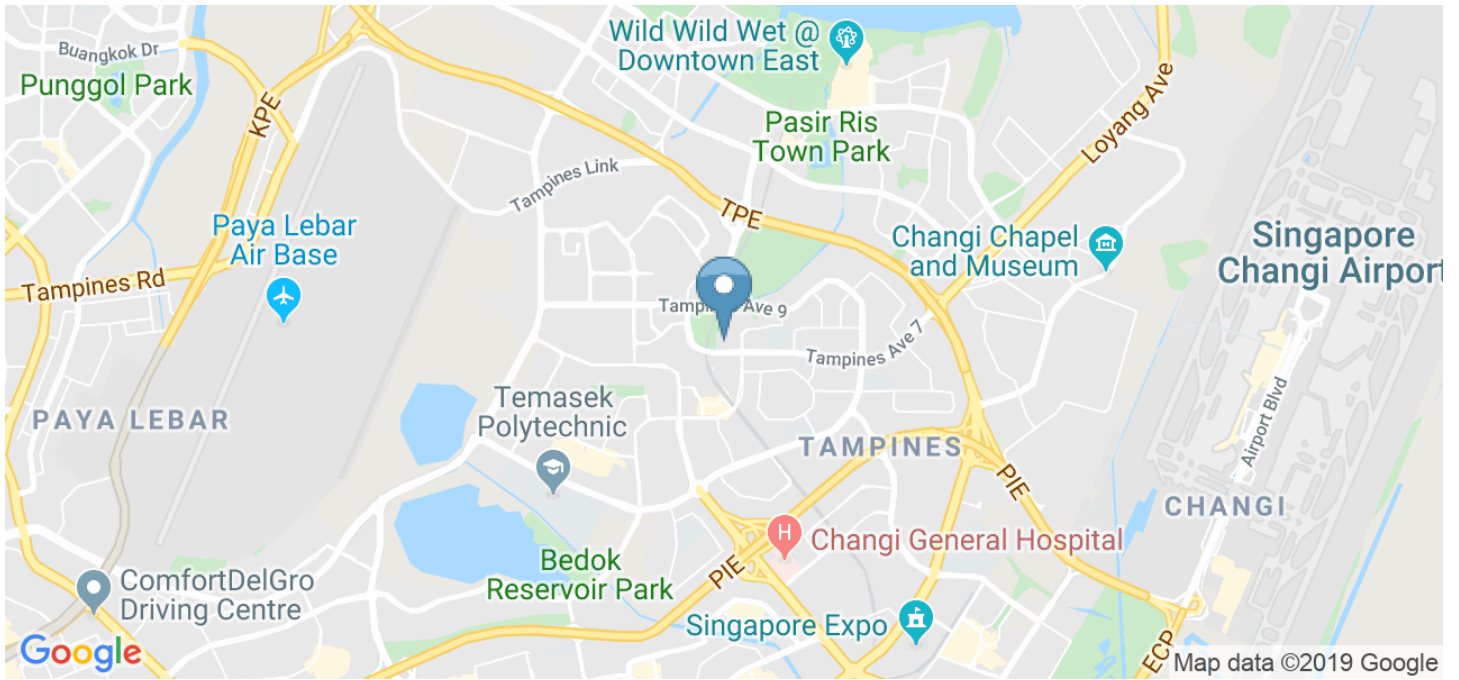 Wild Wild Wet @
Downtown East
Buangkok Dr
Punggol Park
KPE
Loyang Ave
Pasir Ris
Town Park
Tampines Link
TPE
Paya Lebar
Air Base
Changi Chapel
and Museum
Singapore
Changi Airport
Tampines Rd
Ave 9
Tampines Ave 7
Temasek
Polytechnic
PAYA LEBAR
TAMPINES
Airport Blvd
PIE
CHANGI
H
Changi General Hospital
Bedok
Reservoir Park
PIE
ComfortDelGro
Driving Centre
Singapore Expo
ECP
Google
Map data ©2019 Google